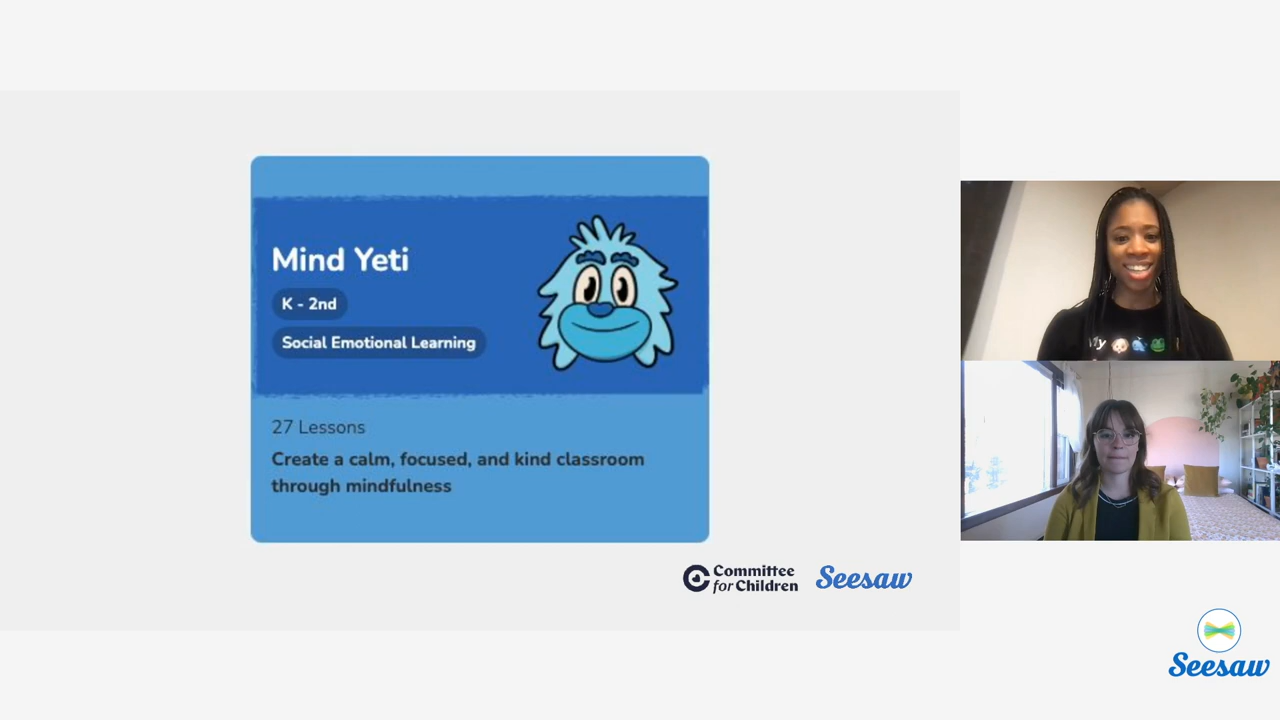 Mind Yeti
K - 2nd
Social Emotional Learning
27 Lessons
Create a calm, focused, and kind classroom
through mindfulness
Committee
for Children
Seesaw
My
Seesaw